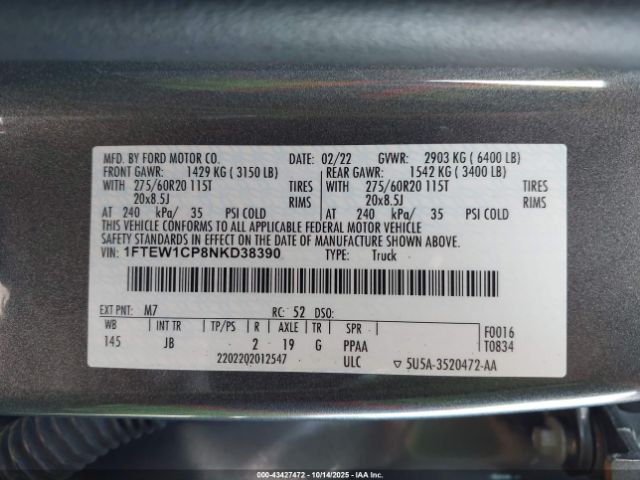 MFD. BY FORD MOTOR CO. DATE: 02/22 GVWR: 2903 KG ( 6400 LB)
FRONT GAWR: 1429 KG ( 3150 LB) REAR GAWR: 1542 KG ( 3400 LB)
WITH 275/60R20 115T TIRES WITH 275/60R20 115T TIRES
20x8.5J RIMS 20x8.5J RIMS
AT 240 kPa/ 35 PSI COLD AT 240 kPa/ 35 PSI COLD
THIS VEHICLE CONFORMS TO ALL APPLICABLE FEDERAL MOTOR VEHICLE
SAFETY STANDARDS IN EFFECT ON THE DATE OF MANUFACTURE SHOWN ABOVE.
VIN: 1FTEW1CP8NKD38390 TYPE: Truck
EXT PNT: M7 RC: 52 DSO:
WB INT TR TP/PS R AXLE TR SPR F0016
145 JB 2 19 G PPAA T0834
2202202012547 ULC ▽ 5U5A-3520472-AA
000-43427472 | 10/14/2025 | IAA Inc.